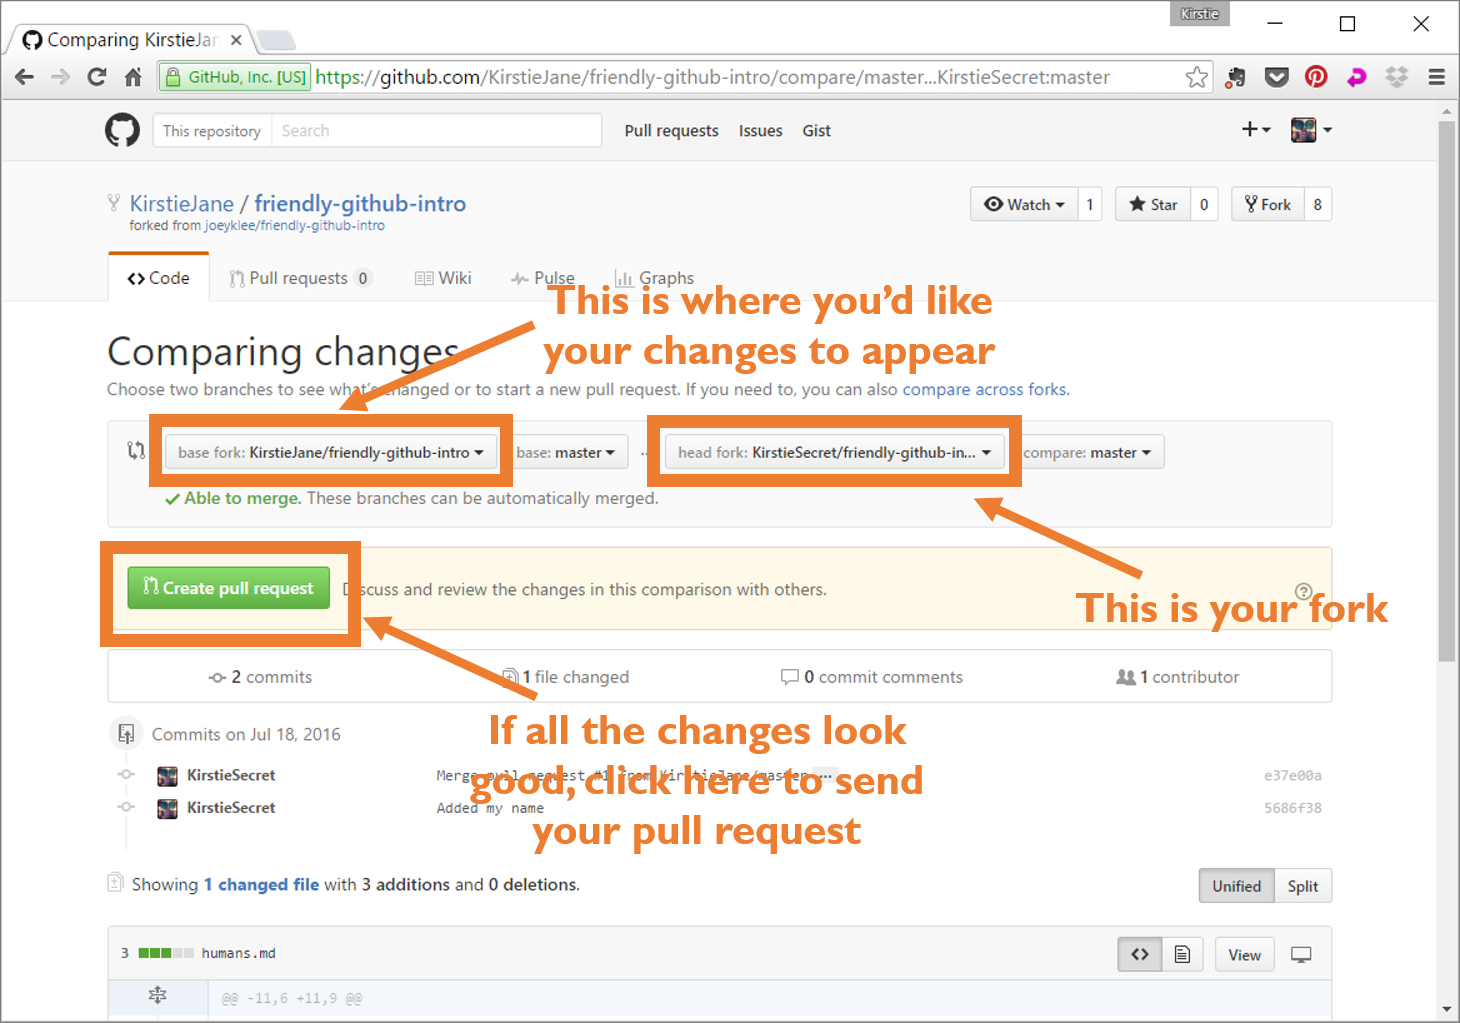 Kirstie
Comparing KirstieJan
GitHub, Inc. [US] https://github.com/KirstieJane/friendly-github-intro/compare/master...KirstieSecret:master
This repository Search Pull requests Issues Gist
KirstieJane / friendly-github-intro
Watch 1 Star 0 Fork 8
forked from joeyklee/friendly-github-intro
Code Pull requests 0 Wiki Pulse Graphs
This is where you'd like
your changes to appear
Comparing changes
Choose two branches to see what's changed or to start a new pull request. If you need to, you can also compare across forks.
base fork: KirstieJane/friendly-github-intro base: master ... head fork: KirstieSecret/friendly-github-in... compare: master
Able to merge. These branches can be automatically merged.
Create pull request Discuss and review the changes in this comparison with others.
This is your fork
2 commits 1 file changed 0 commit comments 1 contributor
If all the changes look
good, click here to send
your pull request
Commits on Jul 18, 2016
KirstieSecret Merge pull request #1 from KirstieJane/master ... e37e00a
KirstieSecret Added my name 5686f38
Showing 1 changed file with 3 additions and 0 deletions.
Unified Split
3 humans.md View
@@ -11,6 +11,9 @@